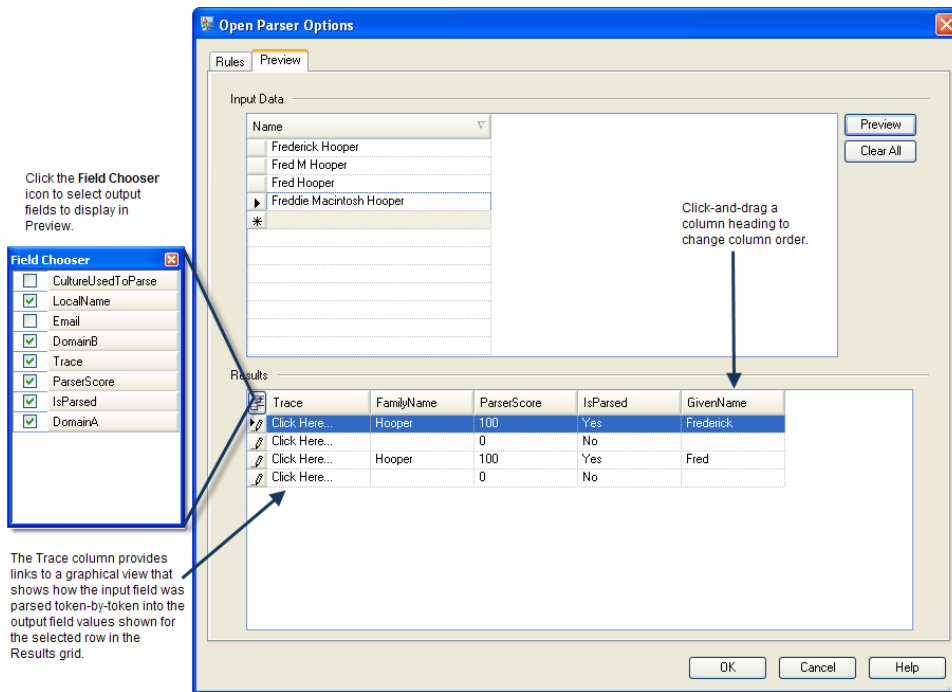 Open Parser Options
Rules Preview
Input Data
Name
Frederick Hooper
Fred M Hooper
Fred Hooper
Freddie Macintosh Hooper
Preview
Clear All
Click the Field Chooser
icon to select output
fields to display in
Preview.
Click-and-drag a
column heading to
change column order.
Field Chooser
CultureUsedToParse
LocalName
Email
DomainB
Trace
ParserScore
IsParsed
DomainA
Results
Trace FamilyName ParserScore IsParsed GivenName
Click Here... Hooper 100 Yes Frederick
Click Here... 0 No
Click Here... Hooper 100 Yes Fred
Click Here... 0 No
The Trace column provides
links to a graphical view that
shows how the input field was
parsed token-by-token into the
output field values shown for
the selected row in the
Results grid.
OK Cancel Help